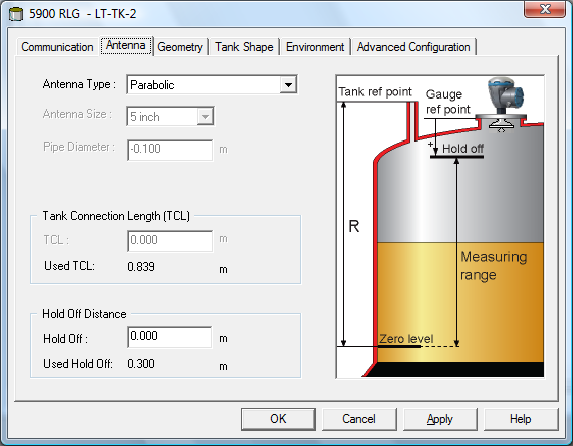 5900 RLG - LT-TK-2
Communication Antenna Geometry Tank Shape Environment Advanced Configuration
Antenna Type : Parabolic
Antenna Size : 5 inch
Pipe Diameter : -0.100 m
Tank Connection Length (TCL)
TCL : 0.000 m
Used TCL: 0.839 m
Hold Off Distance
Hold Off : 0.000 m
Used Hold Off: 0.300 m
Tank ref point
Gauge
ref point
+
Hold off
R
Measuring
range
Zero level
OK Cancel Apply Help